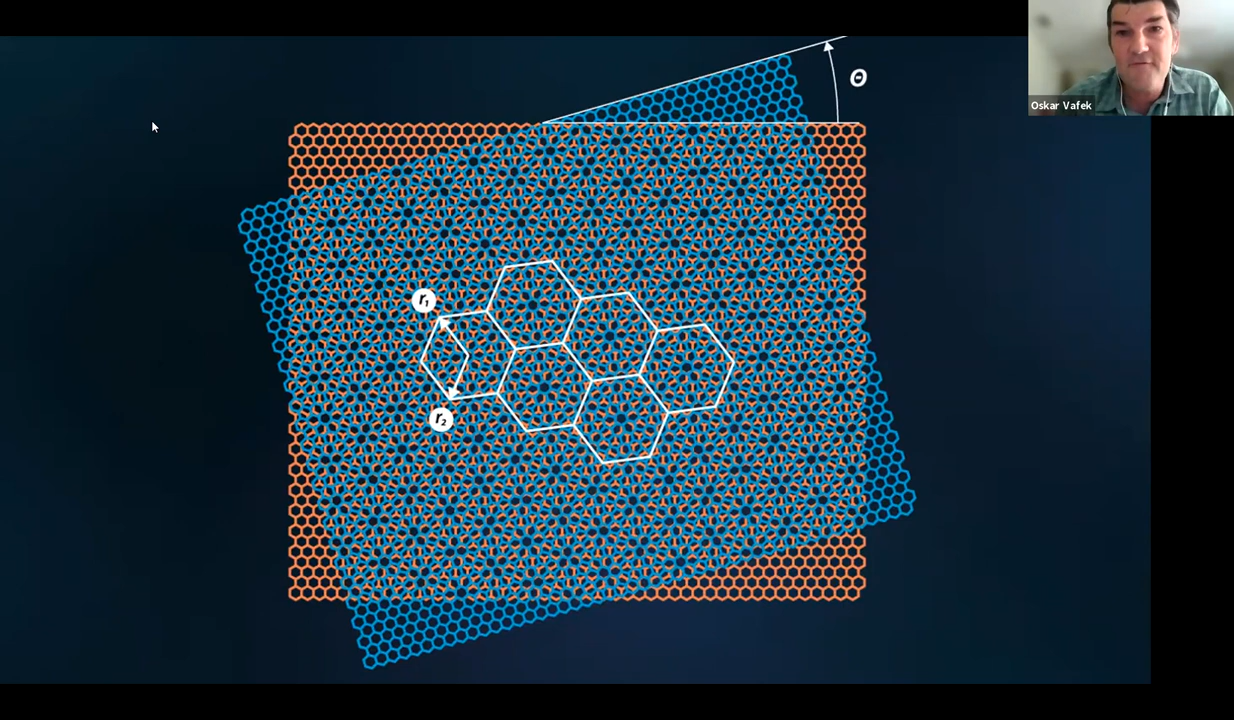 Θ
Oskar Vafek
r₁
r₂